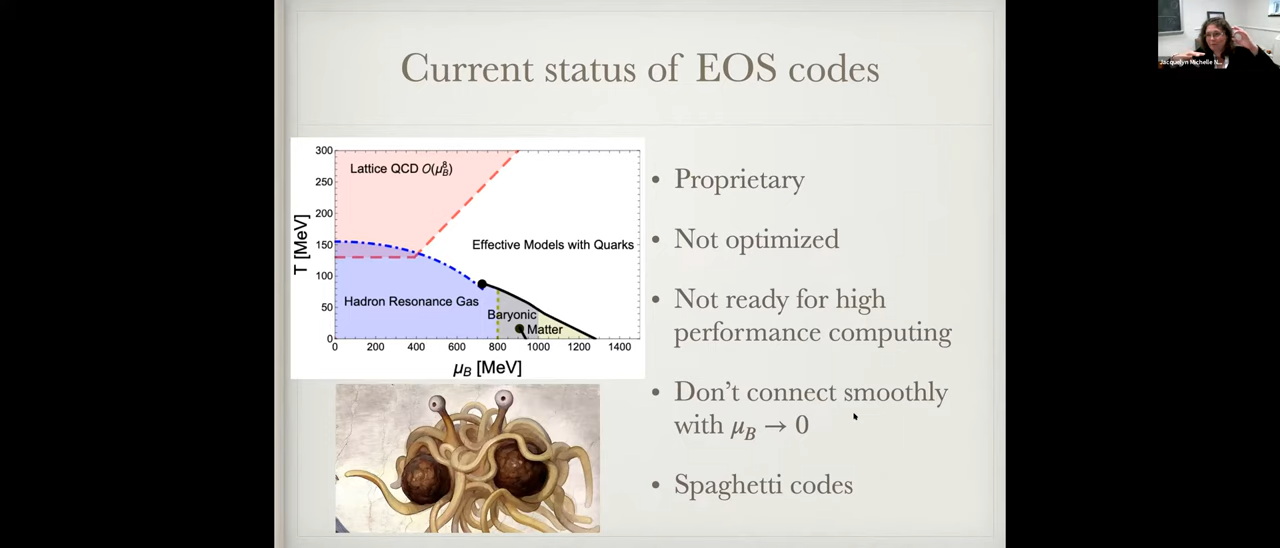 Current status of EOS codes
Jacquelyn Michelle N...
300
250
200
150
100
50
0
T [MeV]
Lattice QCD O(μ_B^8)
Effective Models with Quarks
Hadron Resonance Gas
Baryonic
Matter
0 200 400 600 800 1000 1200 1400
μ_B [MeV]
• Proprietary
• Not optimized
• Not ready for high
performance computing
• Don't connect smoothly
with μ_B → 0
• Spaghetti codes